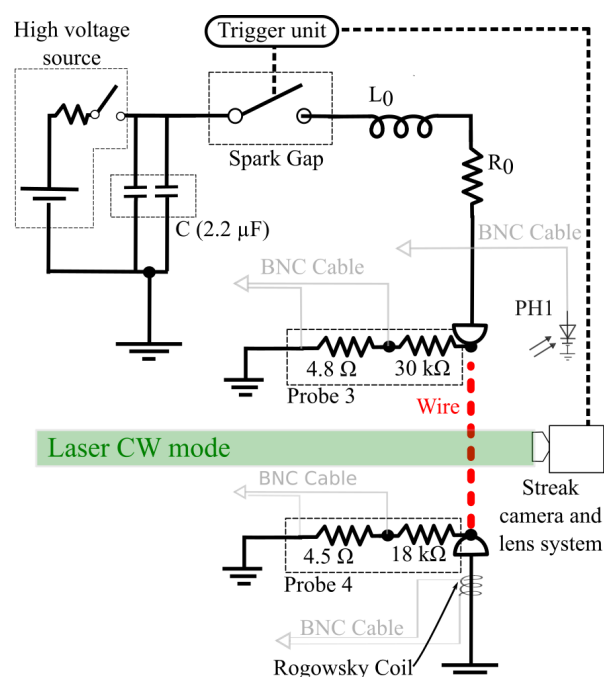 High voltage
source
Trigger unit
L0
Spark Gap
R0
C (2.2 µF)
BNC Cable
BNC Cable
PH1
4.8 Ω
30 kΩ
Probe 3
Wire
Laser CW mode
BNC Cable
Streak
camera and
lens system
4.5 Ω
18 kΩ
Probe 4
BNC Cable
Rogowsky Coil